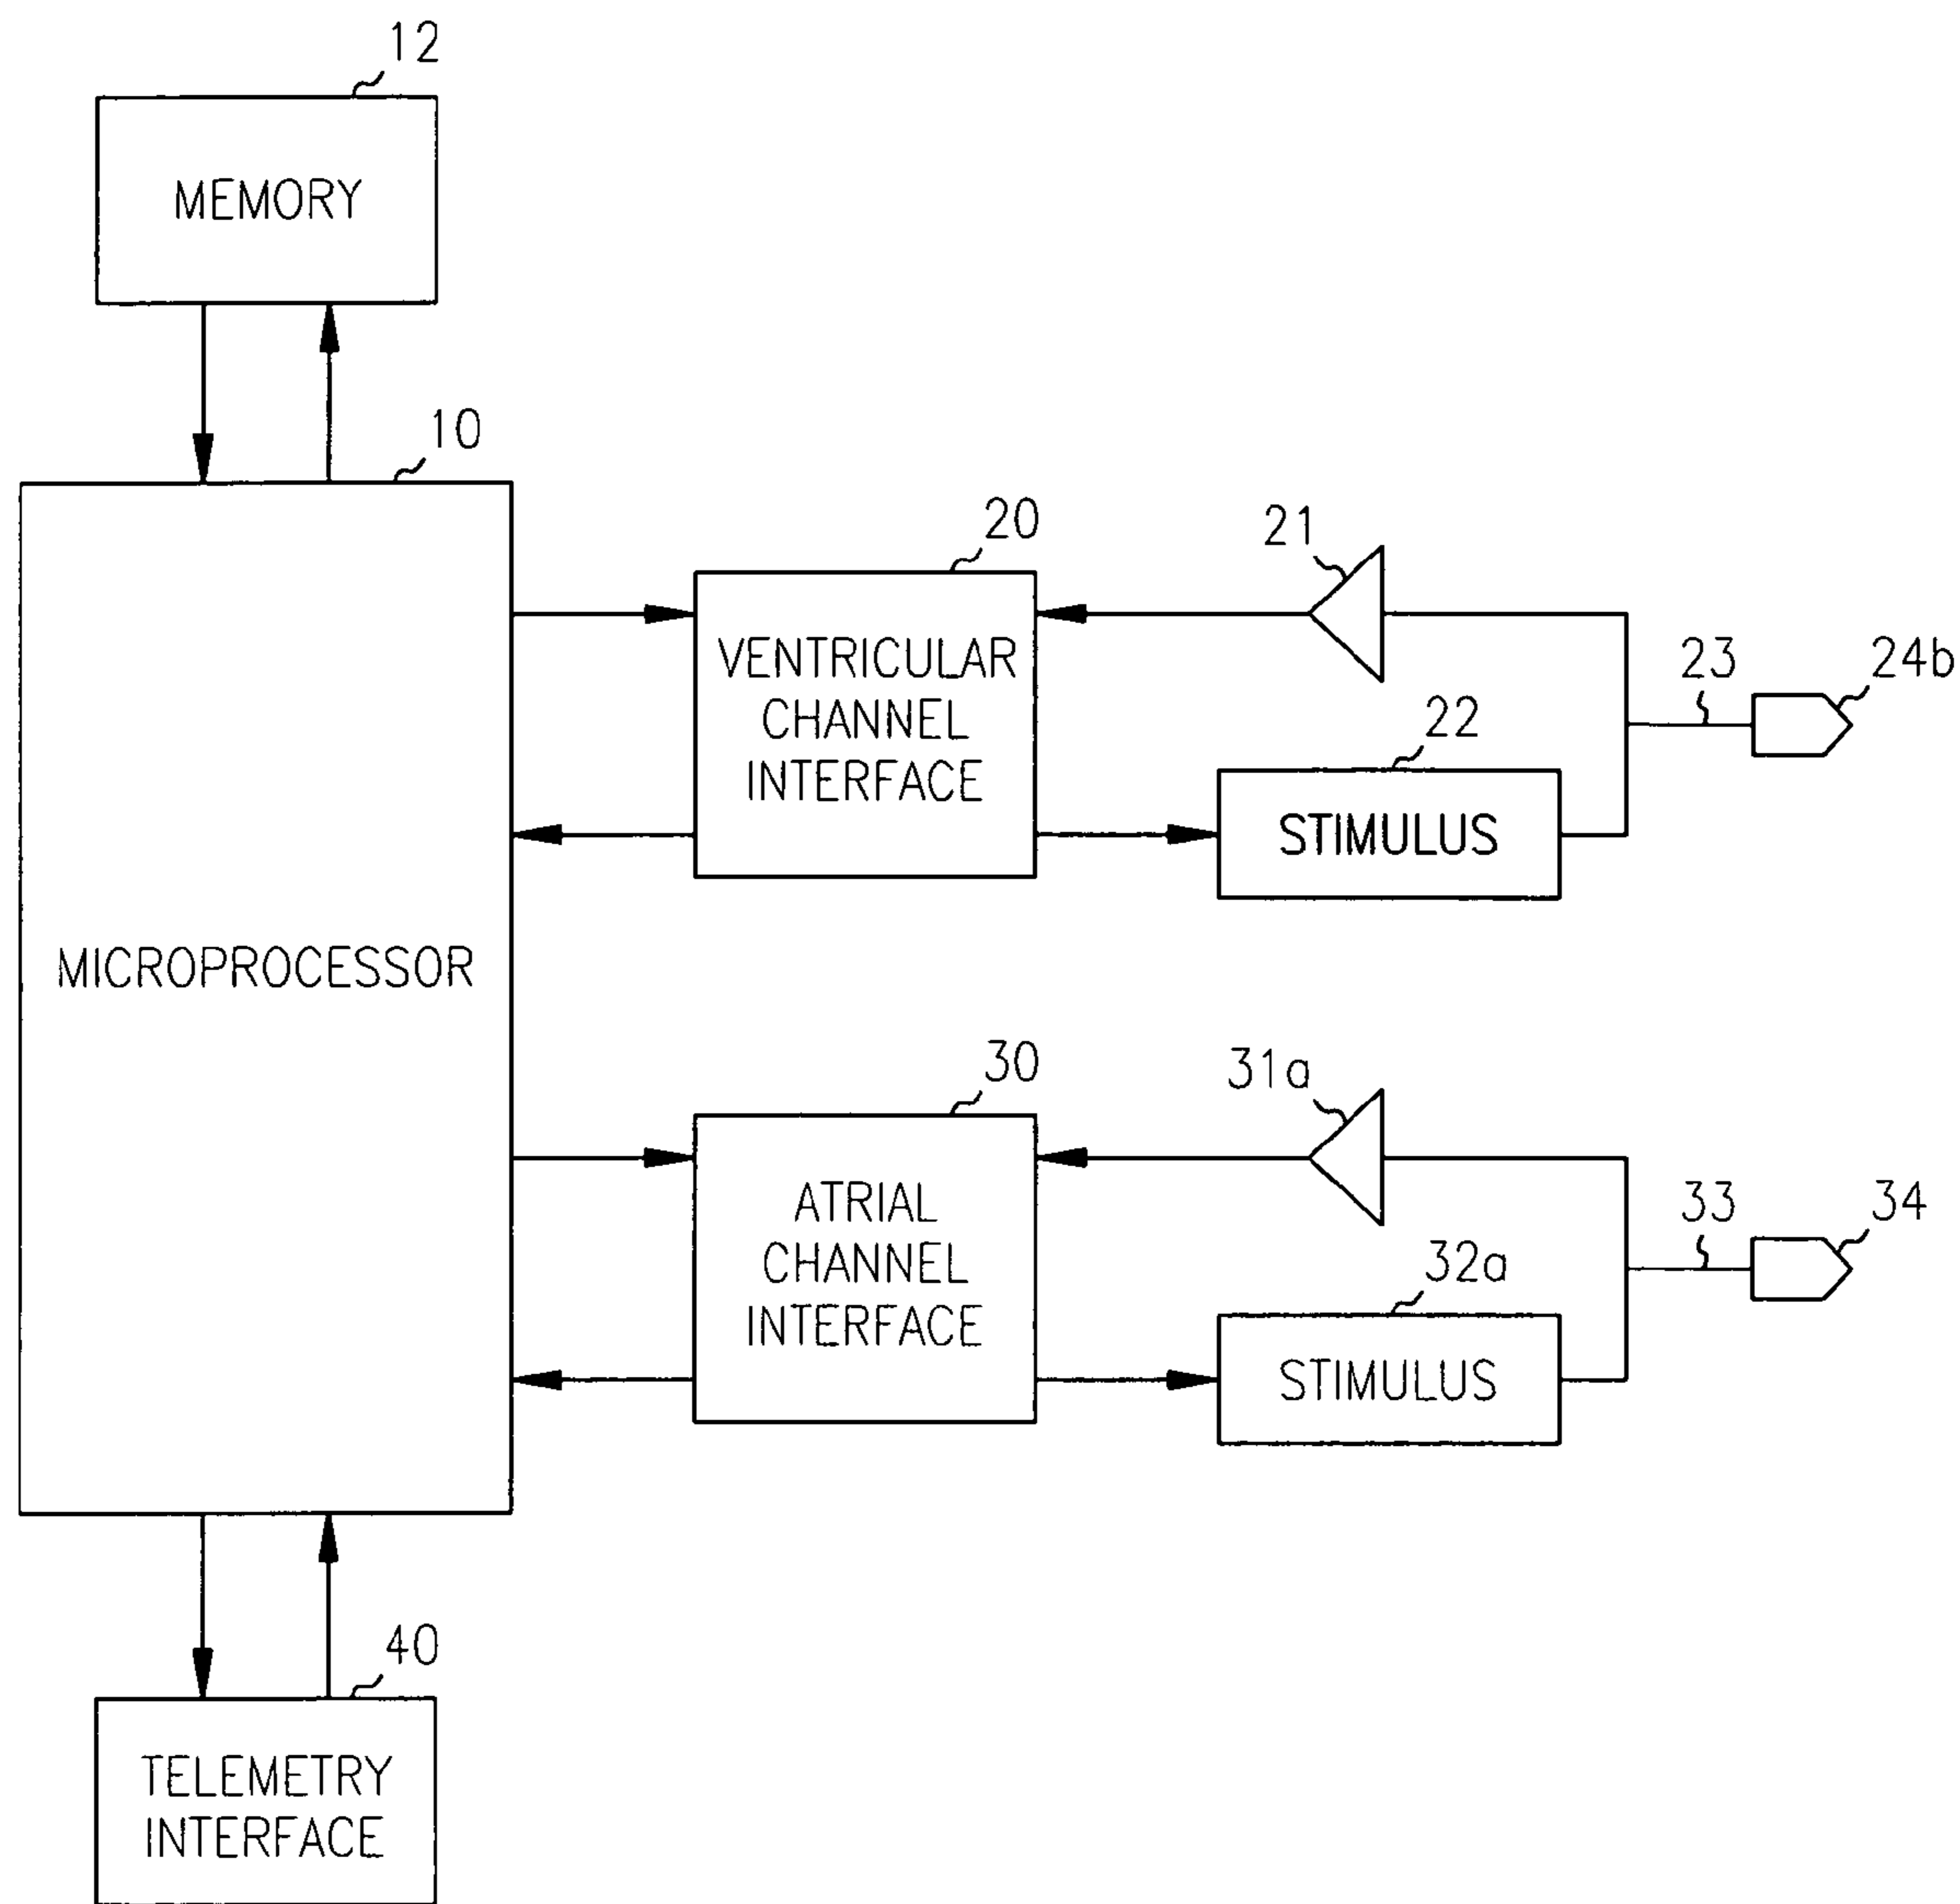 12
MEMORY
10
MICROPROCESSOR
20
VENTRICULAR
CHANNEL
INTERFACE
21
22
STIMULUS
23
24b
30
ATRIAL
CHANNEL
INTERFACE
31a
32a
STIMULUS
33
34
40
TELEMETRY
INTERFACE